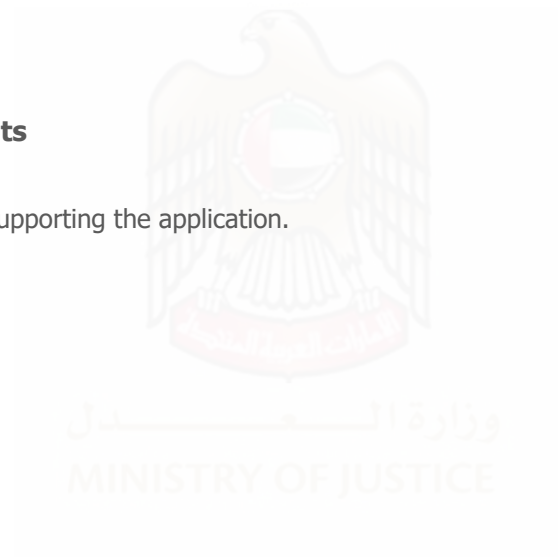 ts
upporting the application.
وزارة العدل
MINISTRY OF JUSTICE